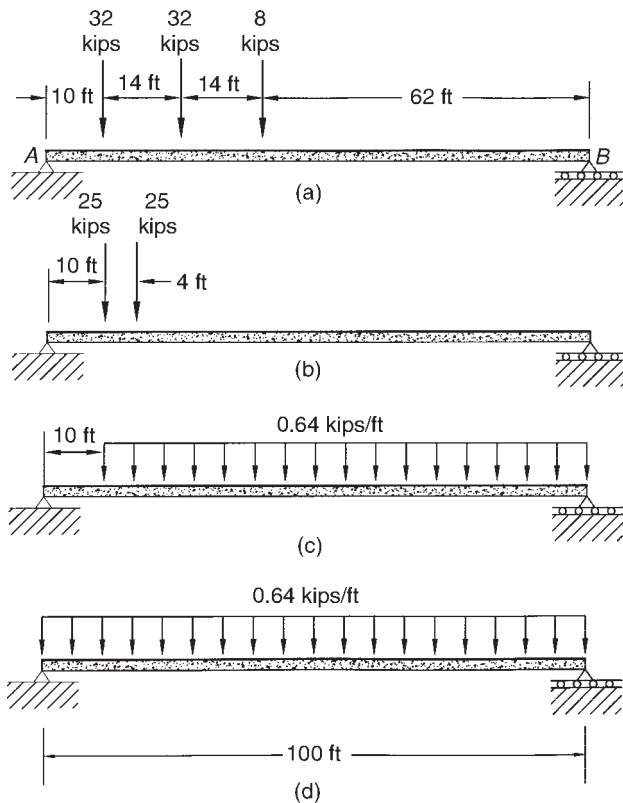 32 32 8
kips kips kips
10 ft 14 ft 14 ft 62 ft
A B
(a)
25 25
kips kips
10 ft 4 ft
(b)
0.64 kips/ft
10 ft
(c)
0.64 kips/ft
100 ft
(d)